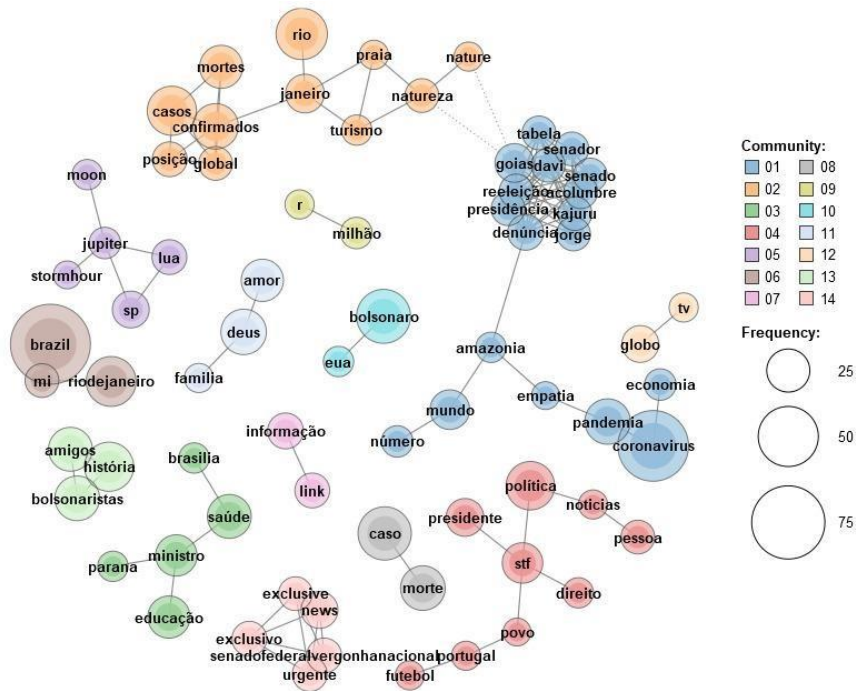 rio
praia
nature
mortes
janeiro
natureza
casos
confirmados
turismo
posição
global
tabela
senador
goias
davi
senado
reeleição
acolunbre
presidência
kajuru
denúncia
jorge
moon
r
milhão
jupiter
lua
stormhour
sp
amor
deus
familia
bolsonaro
eua
brazil
mi
riodejaneiro
amazonia
tv
globo
economia
empatia
mundo
pandemia
coronavirus
número
informação
link
amigos
história
bolsonaristas
brasilia
saúde
ministro
parana
educação
caso
morte
política
noticias
presidente
pessoa
stf
direito
povo
portugal
futebol
exclusive
news
exclusivo
senadofederalvergonhanacional
urgente
Community:
01 08
02 09
03 10
04 11
05 12
06 13
07 14
Frequency:
25
50
75